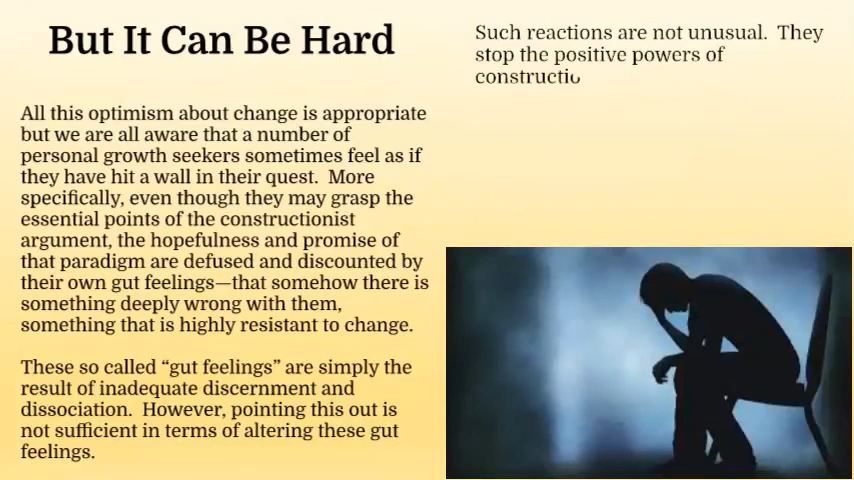 But It Can Be Hard
All this optimism about change is appropriate
but we are all aware that a number of
personal growth seekers sometimes feel as if
they have hit a wall in their quest.  More
specifically, even though they may grasp the
essential points of the constructionist
argument, the hopefulness and promise of
that paradigm are defused and discounted by
their own gut feelings—that somehow there is
something deeply wrong with them,
something that is highly resistant to change.
These so called “gut feelings” are simply the
result of inadequate discernment and
dissociation.  However, pointing this out is
not sufficient in terms of altering these gut
feelings.
Such reactions are not unusual.  They
stop the positive powers of
constructio